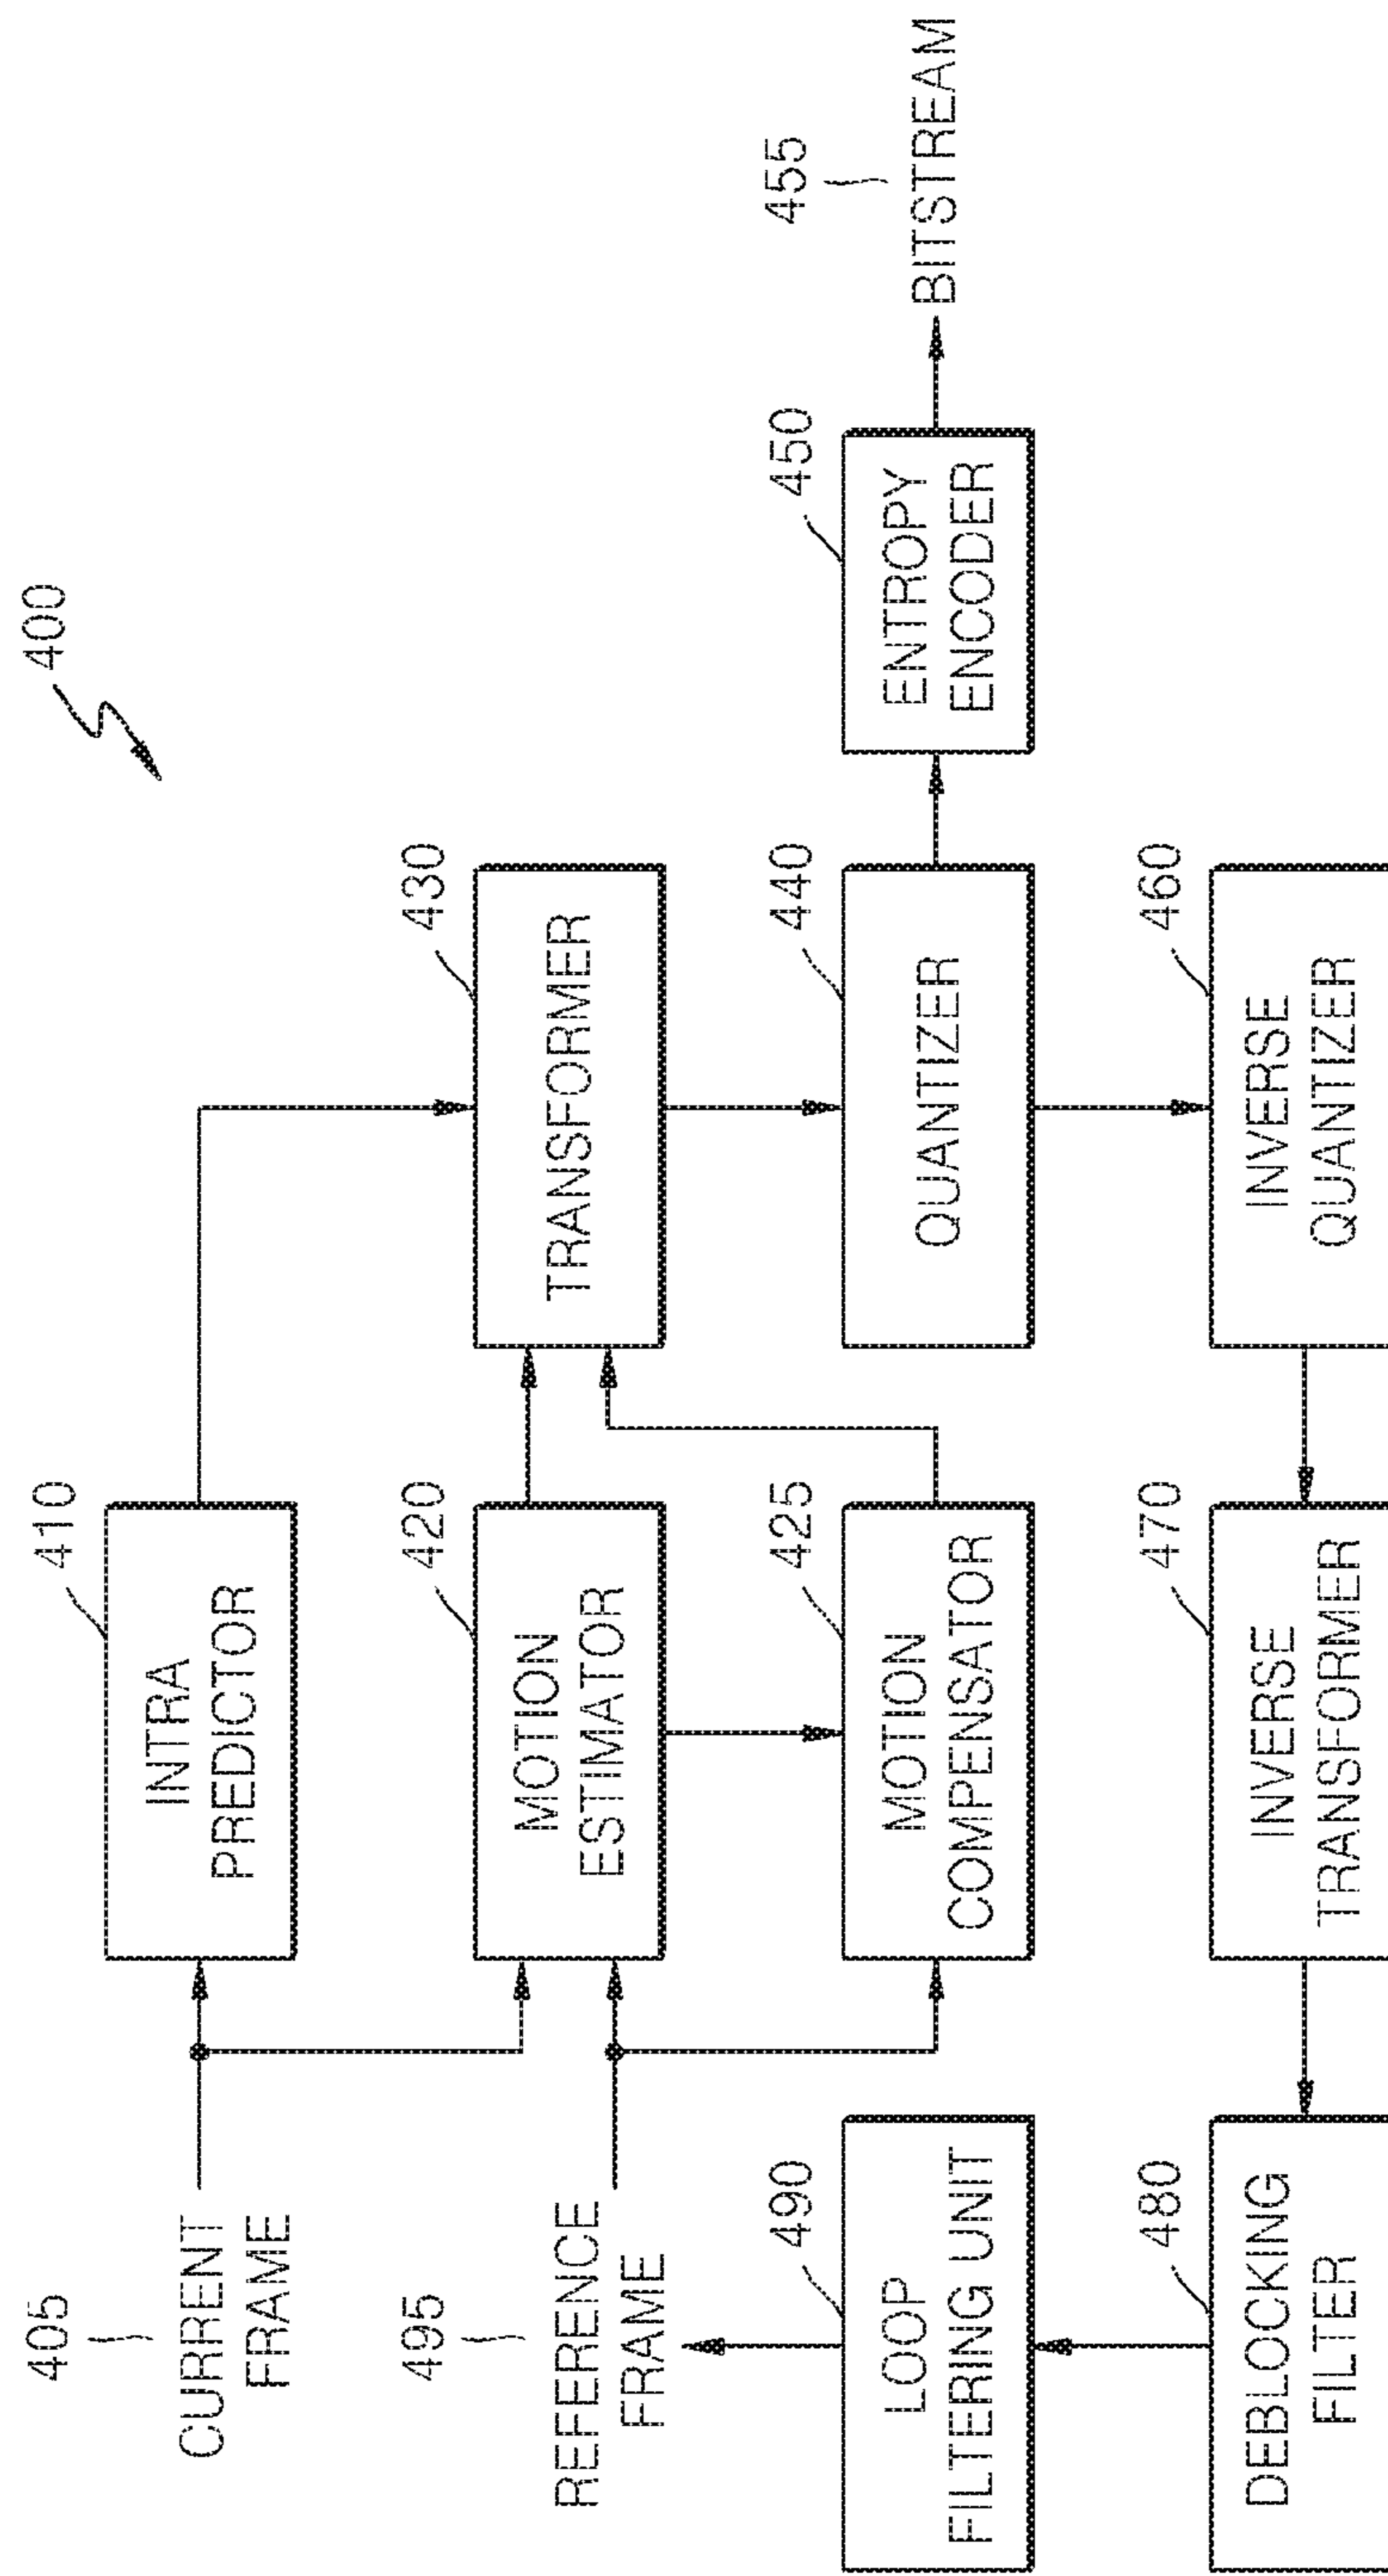 400
405
CURRENT
FRAME
410
INTRA
PREDICTOR
495
REFERENCE
FRAME
420
MOTION
ESTIMATOR
430
TRANSFORMER
490
LOOP
FILTERING UNIT
425
MOTION
COMPENSATOR
440
QUANTIZER
450
ENTROPY
ENCODER
455
BITSTREAM
480
DEBLOCKING
FILTER
470
INVERSE
TRANSFORMER
460
INVERSE
QUANTIZER